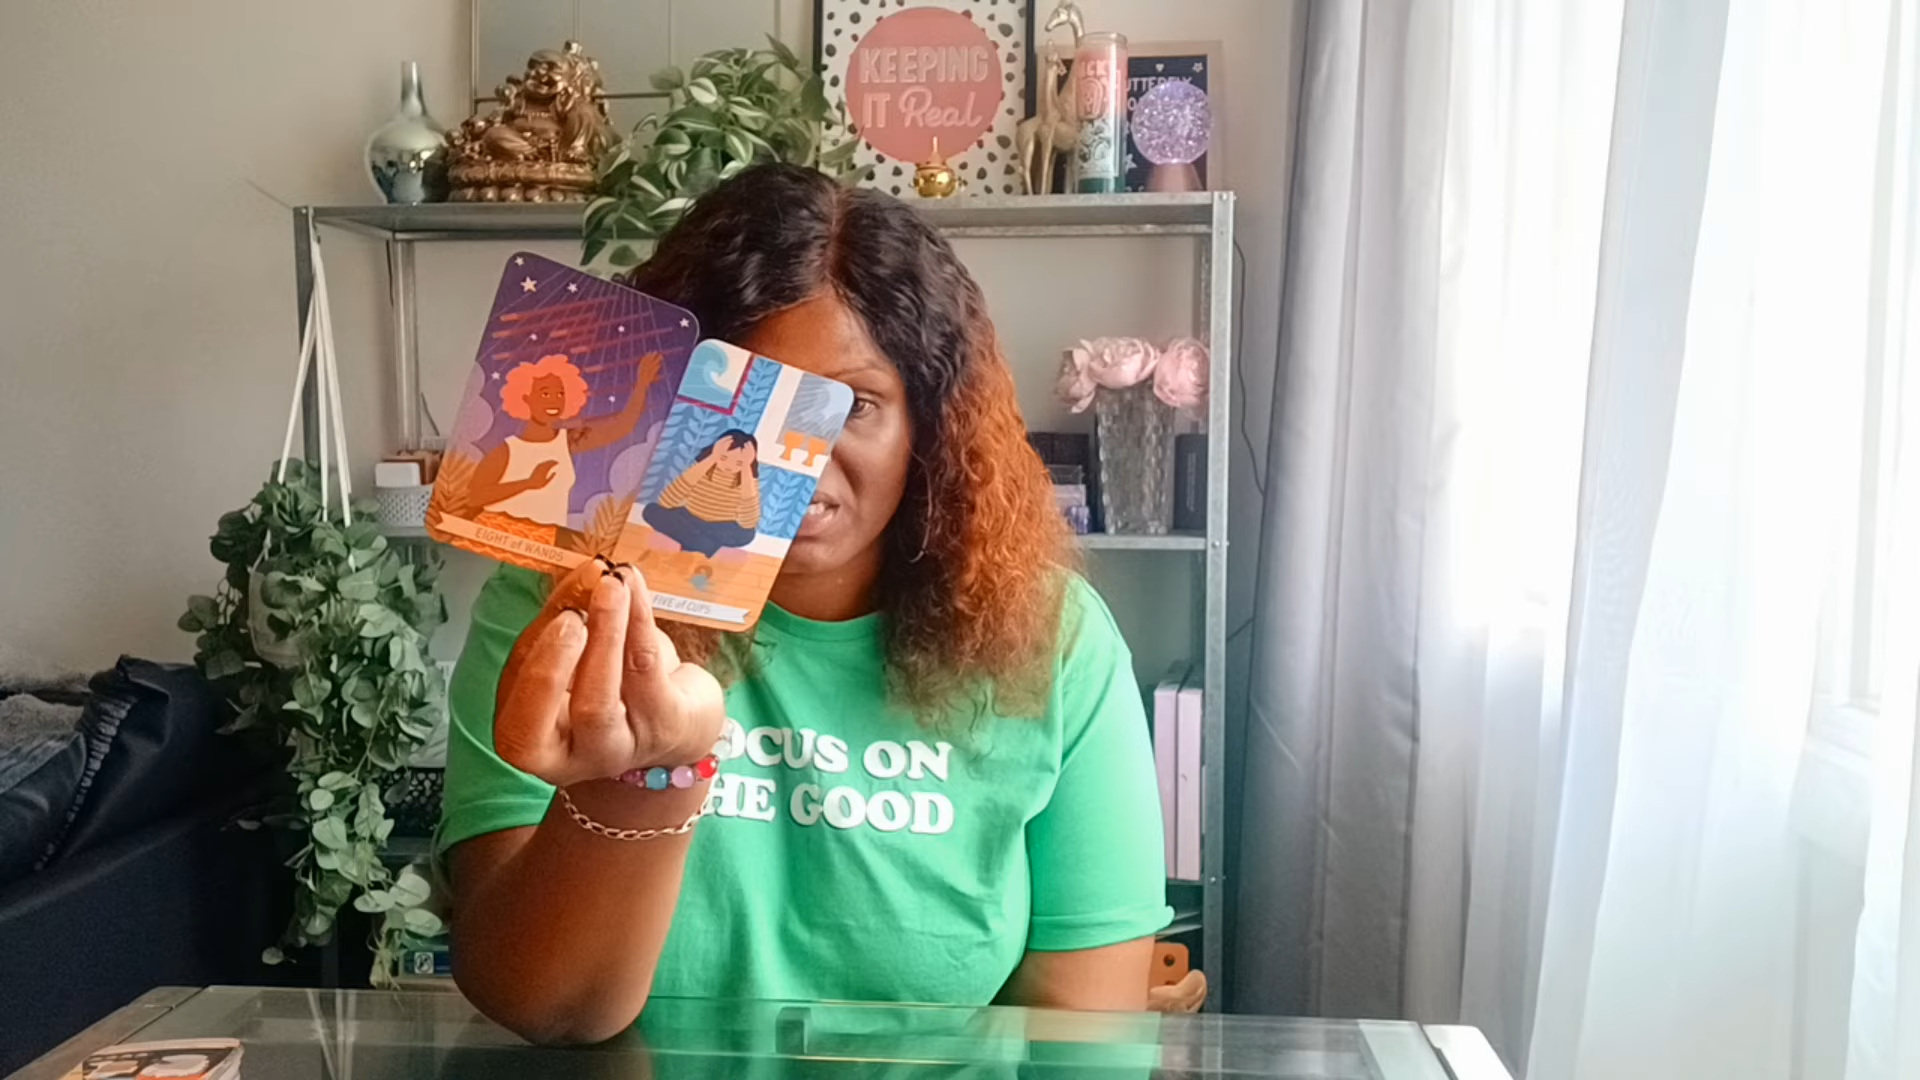 KEEPING
IT Real
EIGHT of WANDS
FIVE of CUPS
OCUS ON
HE GOOD